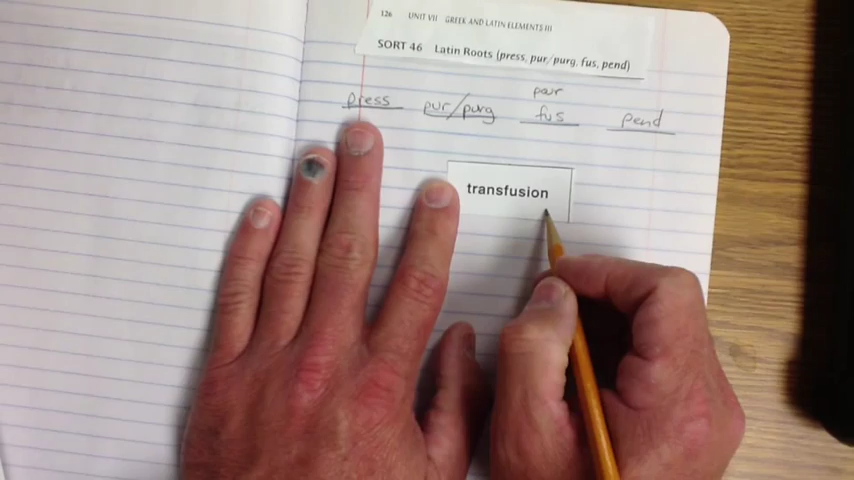 126 UNIT VII GREEK AND LATIN ELEMENTS III
SORT 46 Latin Roots (press, pur/purg, fus, pend)
pour
press pur/purg fus pend
transfusion